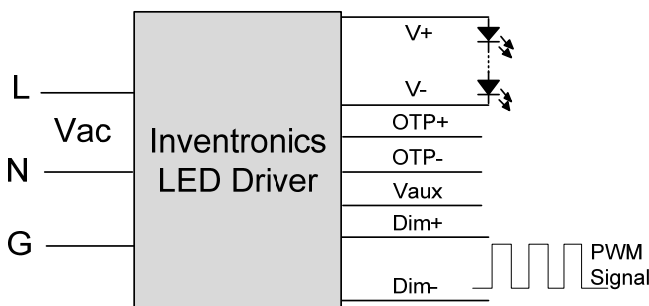 L
Vac
N
G
Inventronics
LED Driver
V+
V-
OTP+
OTP-
Vaux
Dim+
Dim-
PWM
Signal